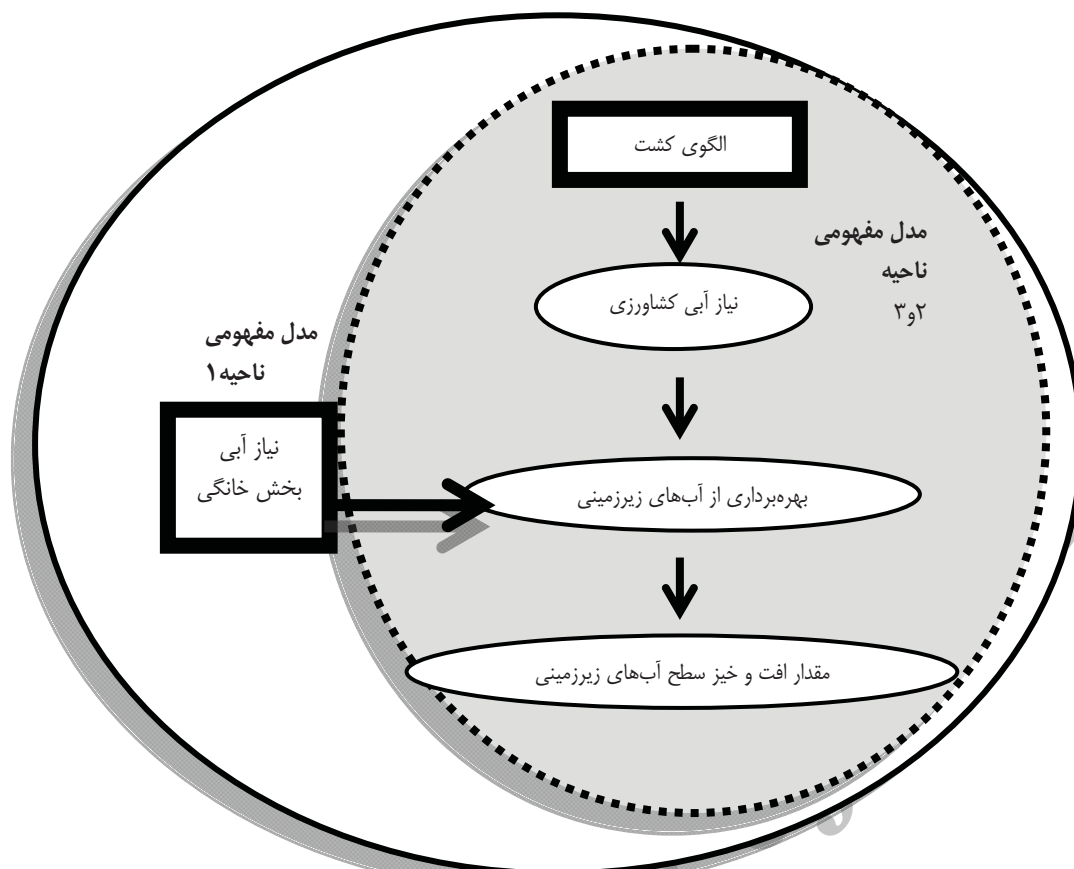 الگوی کشت
مدل مفهومی
ناحیه
۲و۳
نیاز آبی کشاورزی
مدل مفهومی
ناحیه۱
نیاز آبی
بخش خانگی
بهره‌برداری از آب‌های زیرزمینی
مقدار افت و خیز سطح آب‌های زیرزمینی